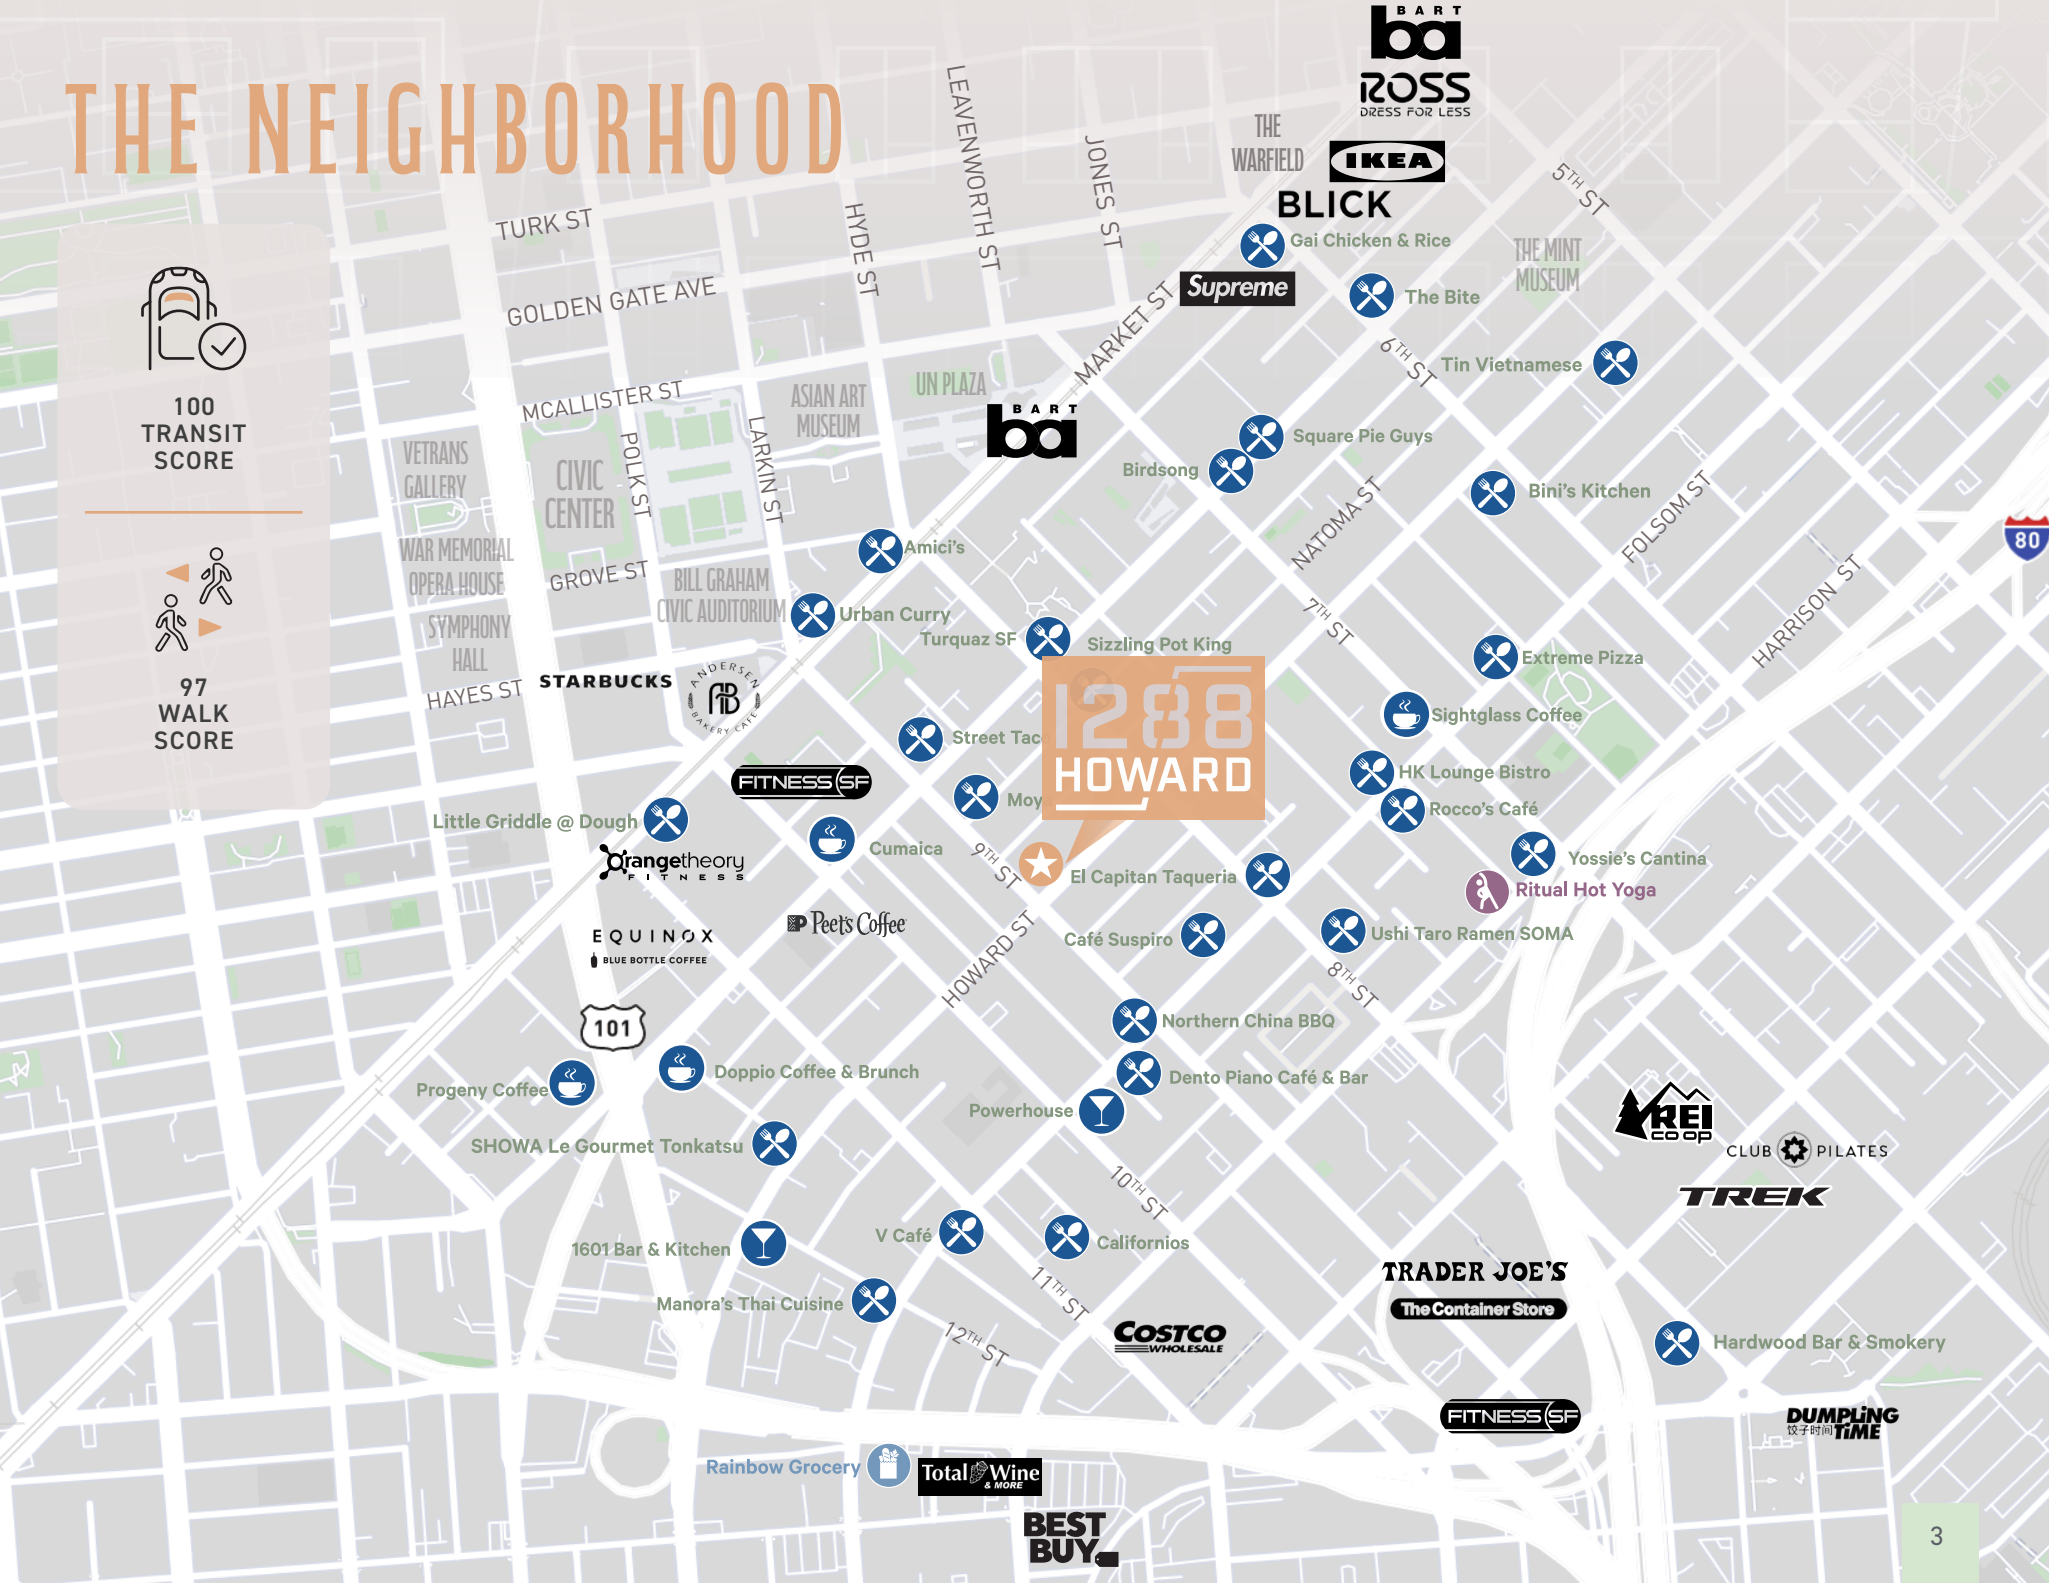 THE NEIGHBORHOOD
100
TRANSIT
SCORE
97
WALK
SCORE
BART
ba
ROSS
DRESS FOR LESS
THE
WARFIELD
IKEA
BLICK
LEAVENWORTH ST
JONES ST
HYDE ST
TURK ST
5TH ST
Gai Chicken & Rice
THE MINT
MUSEUM
Supreme
The Bite
GOLDEN GATE AVE
MARKET ST
6TH ST
Tin Vietnamese
MCALLISTER ST
ASIAN ART
MUSEUM
UN PLAZA
BART
ba
VETRANS
GALLERY
CIVIC
CENTER
POLK ST
LARKIN ST
Square Pie Guys
Birdsong
NATOMA ST
Bini's Kitchen
FOLSOM ST
80
WAR MEMORIAL
OPERA HOUSE
GROVE ST
BILL GRAHAM
CIVIC AUDITORIUM
Amici's
Urban Curry
SYMPHONY
HALL
Turquaz SF
Sizzling Pot King
7TH ST
HARRISON ST
Extreme Pizza
HAYES ST
STARBUCKS
ANDERSEN
AB
BAKERY CAFE
1288
HOWARD
Sightglass Coffee
Street Taco
FITNESS SF
Moy
HK Lounge Bistro
Rocco's Café
Little Griddle @ Dough
Orangetheory
FITNESS
Cumaica
9TH ST
El Capitan Taqueria
Yossie's Cantina
Ritual Hot Yoga
Peet's Coffee
EQUINOX
BLUE BOTTLE COFFEE
HOWARD ST
Café Suspiro
Ushi Taro Ramen SOMA
8TH ST
101
Northern China BBQ
Progeny Coffee
Doppio Coffee & Brunch
Dento Piano Café & Bar
Powerhouse
SHOWA Le Gourmet Tonkatsu
REI
co op
CLUB PILATES
TREK
10TH ST
1601 Bar & Kitchen
V Café
Californios
11TH ST
Manora's Thai Cuisine
12TH ST
COSTCO
WHOLESALE
TRADER JOE'S
The Container Store
Hardwood Bar & Smokery
FITNESS SF
DUMPLiNG
饺子时间 TiME
Rainbow Grocery
Total Wine
& MORE
BEST
BUY
3